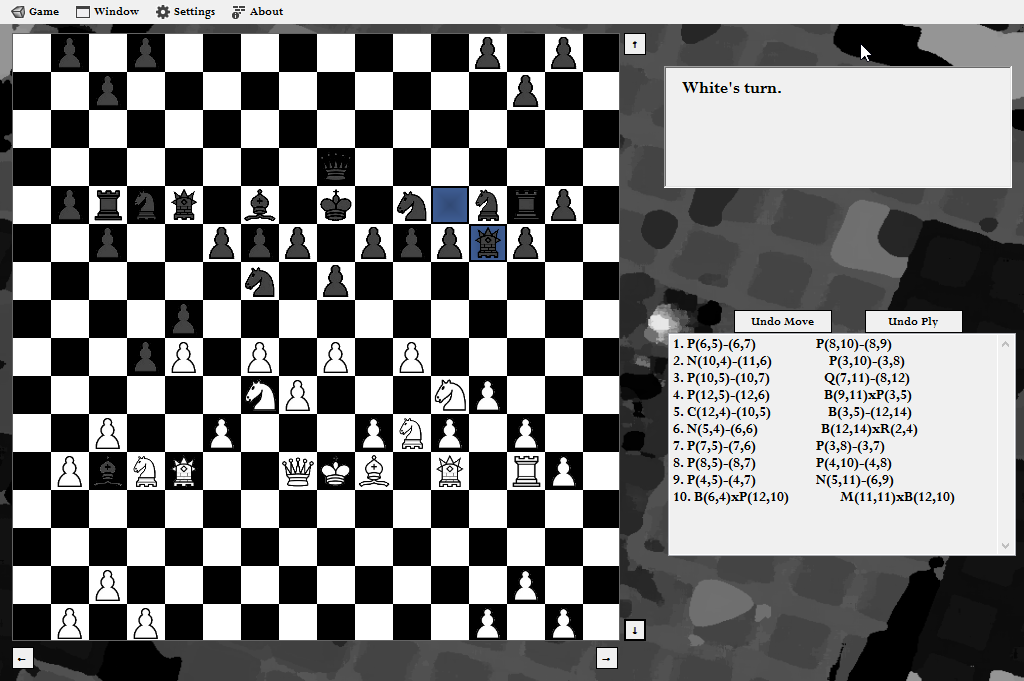 Game Window Settings About
↑
White's turn.
Undo Move Undo Ply
1. P(6,5)-(6,7) P(8,10)-(8,9)
2. N(10,4)-(11,6) P(3,10)-(3,8)
3. P(10,5)-(10,7) Q(7,11)-(8,12)
4. P(12,5)-(12,6) B(9,11)xP(3,5)
5. C(12,4)-(10,5) B(3,5)-(12,14)
6. N(5,4)-(6,6) B(12,14)xR(2,4)
7. P(7,5)-(7,6) P(3,8)-(3,7)
8. P(8,5)-(8,7) P(4,10)-(4,8)
9. P(4,5)-(4,7) N(5,11)-(6,9)
10. B(6,4)xP(12,10) M(11,11)xB(12,10)
↓
← →